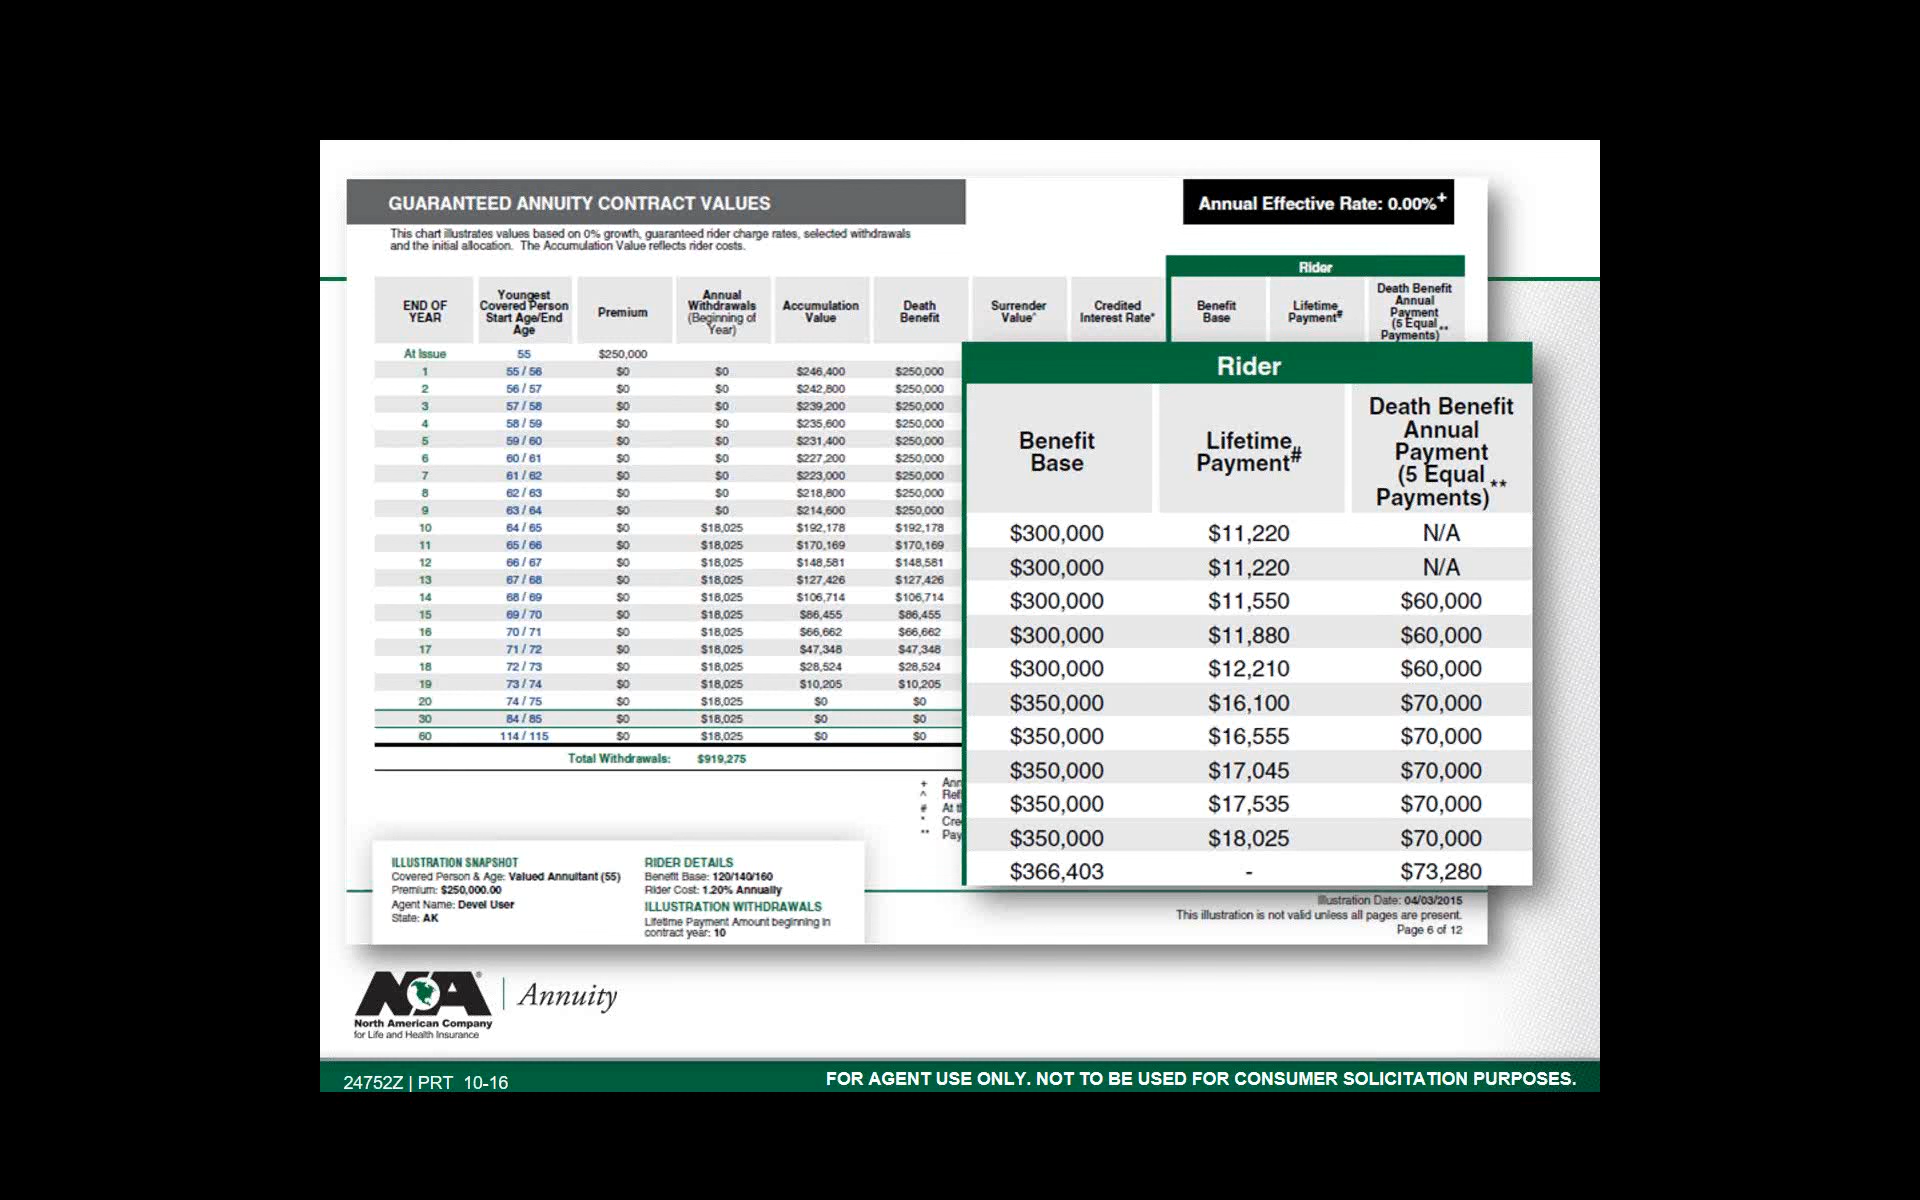 GUARANTEED ANNUITY CONTRACT VALUES
Annual Effective Rate: 0.00%+
This chart illustrates values based on 0% growth, guaranteed rider charge rates, selected withdrawals
and the initial allocation. The Accumulation Value reflects rider costs.
Rider
END OF YEAR Youngest Covered Person Start Age/End Age Premium Annual Withdrawals (Beginning of Year) Accumulation Value Death Benefit Surrender Value^ Credited Interest Rate* Benefit Base Lifetime Payment# Death Benefit Annual Payment (5 Equal Payments)**
At Issue 55 $250,000
1 55 / 56 $0 $0 $246,400 $250,000
2 56 / 57 $0 $0 $242,800 $250,000
3 57 / 58 $0 $0 $239,200 $250,000
4 58 / 59 $0 $0 $235,600 $250,000
5 59 / 60 $0 $0 $231,400 $250,000
6 60 / 61 $0 $0 $227,200 $250,000
7 61 / 62 $0 $0 $223,000 $250,000
8 62 / 63 $0 $0 $218,800 $250,000
9 63 / 64 $0 $0 $214,600 $250,000
10 64 / 65 $0 $18,025 $192,178 $192,178
11 65 / 66 $0 $18,025 $170,169 $170,169
12 66 / 67 $0 $18,025 $148,581 $148,581
13 67 / 68 $0 $18,025 $127,426 $127,426
14 68 / 69 $0 $18,025 $106,714 $106,714
15 69 / 70 $0 $18,025 $86,455 $86,455
16 70 / 71 $0 $18,025 $66,662 $66,662
17 71 / 72 $0 $18,025 $47,348 $47,348
18 72 / 73 $0 $18,025 $28,524 $28,524
19 73 / 74 $0 $18,025 $10,205 $10,205
20 74 / 75 $0 $18,025 $0 $0
30 84 / 85 $0 $18,025 $0 $0
60 114 / 115 $0 $18,025 $0 $0
Total Withdrawals: $919,275
Rider
Benefit Base Lifetime Payment# Death Benefit Annual Payment (5 Equal Payments)**
$300,000 $11,220 N/A
$300,000 $11,220 N/A
$300,000 $11,550 $60,000
$300,000 $11,880 $60,000
$300,000 $12,210 $60,000
$350,000 $16,100 $70,000
$350,000 $16,555 $70,000
$350,000 $17,045 $70,000
$350,000 $17,535 $70,000
$350,000 $18,025 $70,000
$366,403 - $73,280
+ Ann
^ Ref
# At t
* Cre
** Pay
ILLUSTRATION SNAPSHOT
Covered Person & Age: Valued Annuitant (55)
Premium: $250,000.00
Agent Name: Devel User
State: AK
RIDER DETAILS
Benefit Base: 120/140/160
Rider Cost: 1.20% Annually
ILLUSTRATION WITHDRAWALS
Lifetime Payment Amount beginning in
contract year: 10
Illustration Date: 04/03/2015
This illustration is not valid unless all pages are present.
Page 6 of 12
NA®
North American Company
for Life and Health Insurance
Annuity
24752Z | PRT 10-16
FOR AGENT USE ONLY. NOT TO BE USED FOR CONSUMER SOLICITATION PURPOSES.